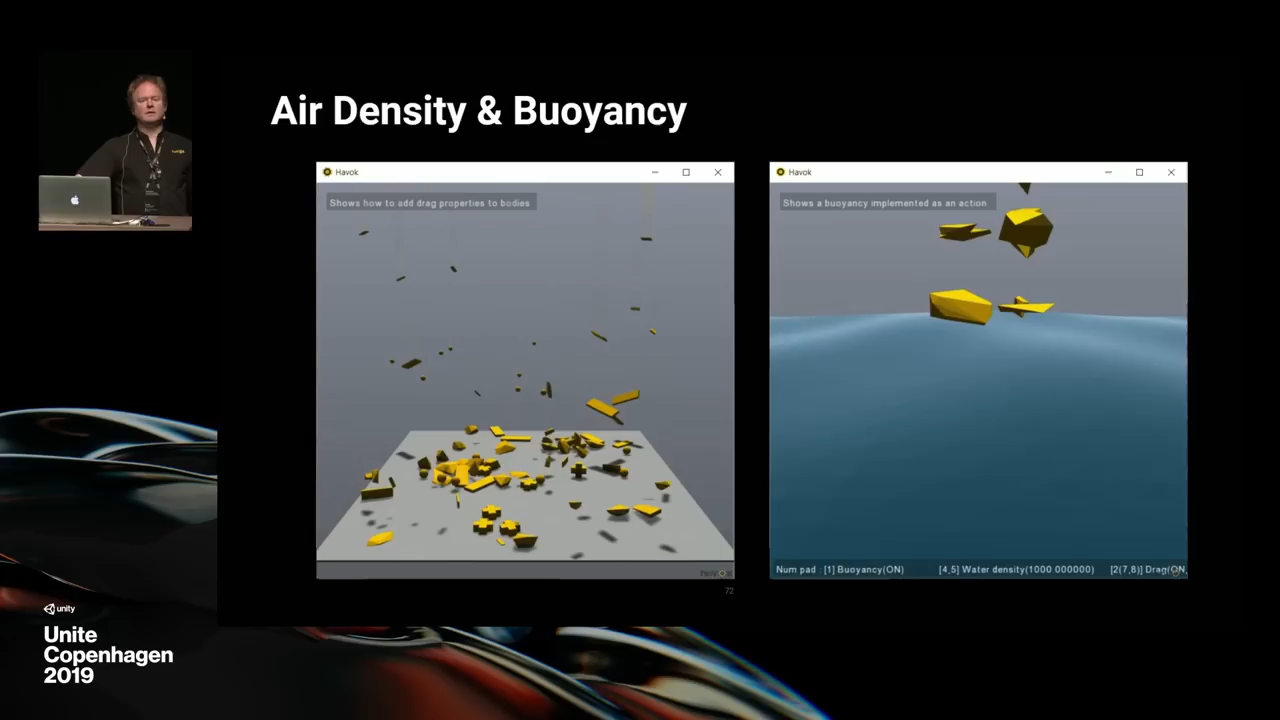 Air Density & Buoyancy
Havok
Shows how to add drag properties to bodies
Havok
Shows a buoyancy implemented as an action
Num pad : [1] Buoyancy(ON) [4,5] Water density(1000.000000) [2(7,8)] Drag(ON,
72
unity
Unite
Copenhagen
2019